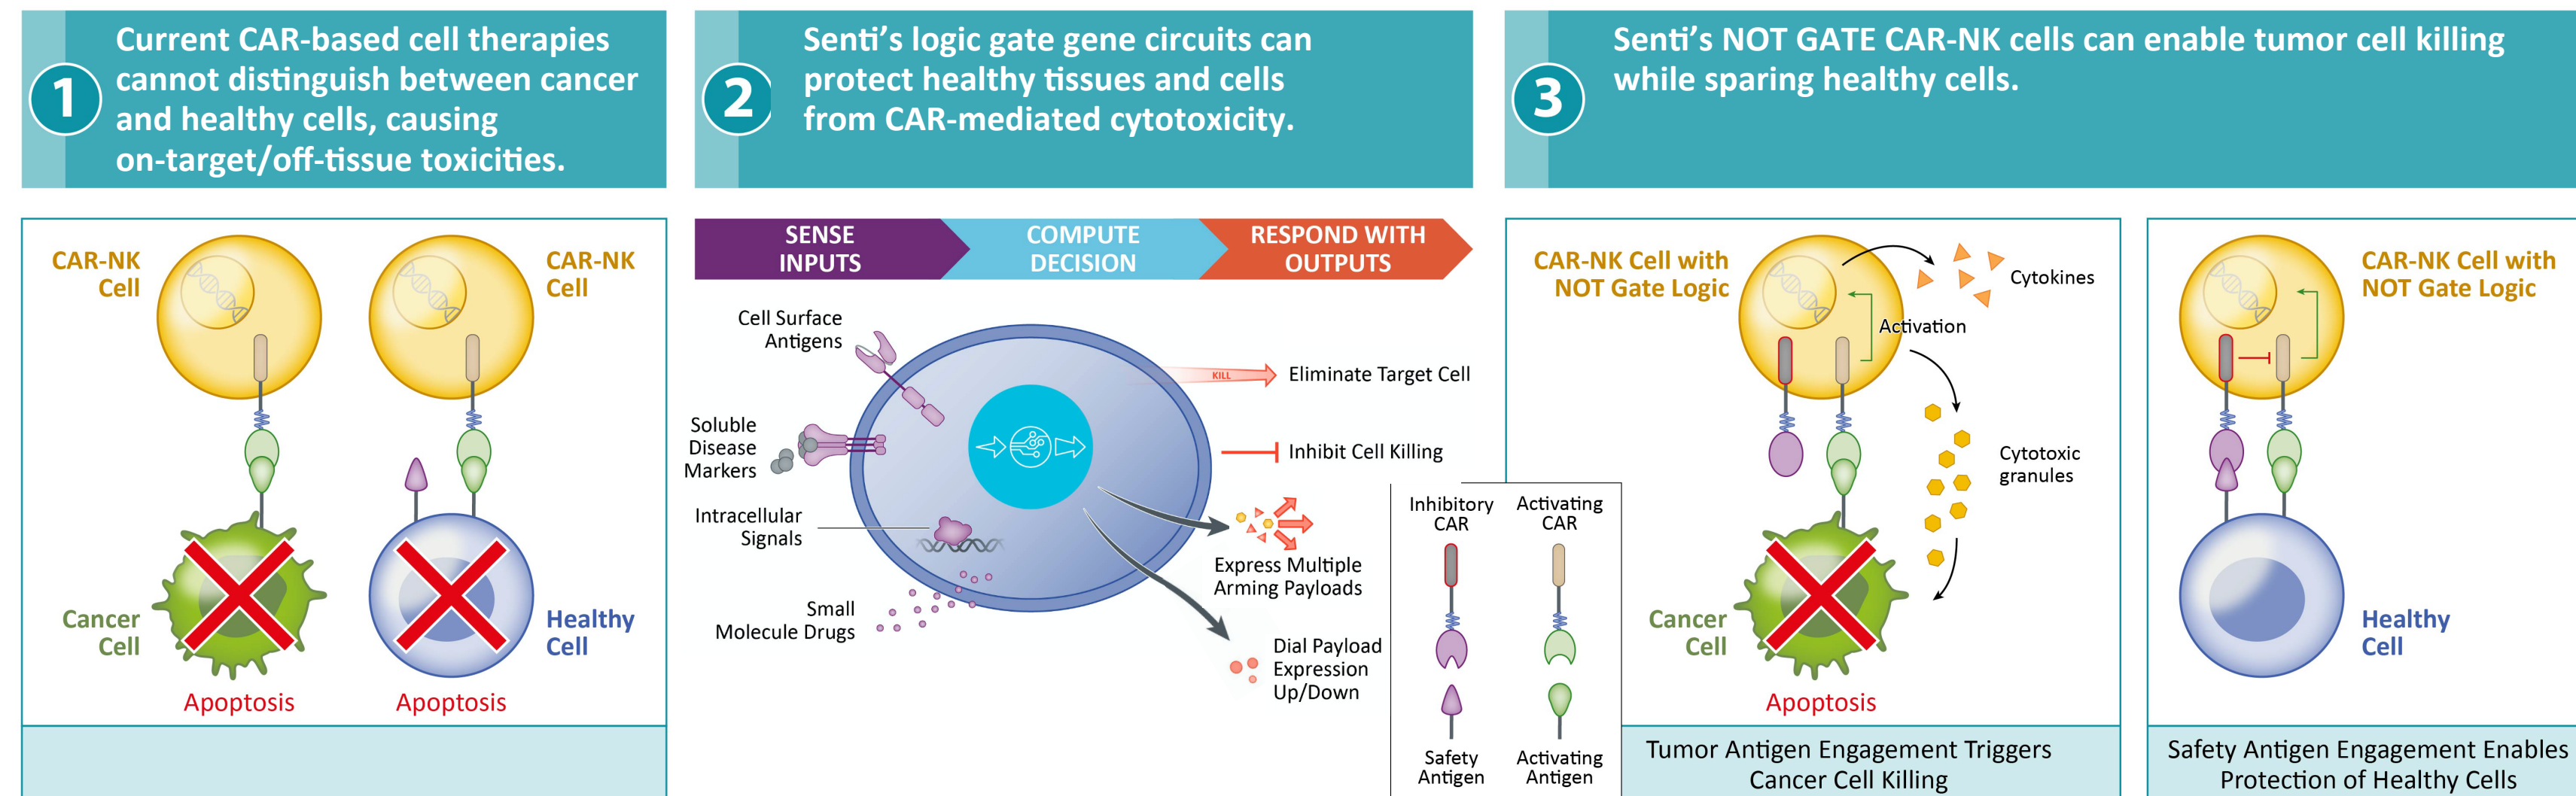 1
Current CAR-based cell therapies
cannot distinguish between cancer
and healthy cells, causing
on-target/off-tissue toxicities.
2
Senti's logic gate gene circuits can
protect healthy tissues and cells
from CAR-mediated cytotoxicity.
3
Senti's NOT GATE CAR-NK cells can enable tumor cell killing
while sparing healthy cells.
CAR-NK
Cell
CAR-NK
Cell
Cancer
Cell
Healthy
Cell
Apoptosis
Apoptosis
SENSE
INPUTS
COMPUTE
DECISION
RESPOND WITH
OUTPUTS
Cell Surface
Antigens
Soluble
Disease
Markers
Intracellular
Signals
Small
Molecule Drugs
KILL
Eliminate Target Cell
Inhibit Cell Killing
Express Multiple
Arming Payloads
Dial Payload
Expression
Up/Down
Inhibitory
CAR
Activating
CAR
Safety
Antigen
Activating
Antigen
CAR-NK Cell with
NOT Gate Logic
Cytokines
Activation
Cytotoxic
granules
Cancer
Cell
Apoptosis
Tumor Antigen Engagement Triggers
Cancer Cell Killing
CAR-NK Cell with
NOT Gate Logic
Healthy
Cell
Safety Antigen Engagement Enables
Protection of Healthy Cells